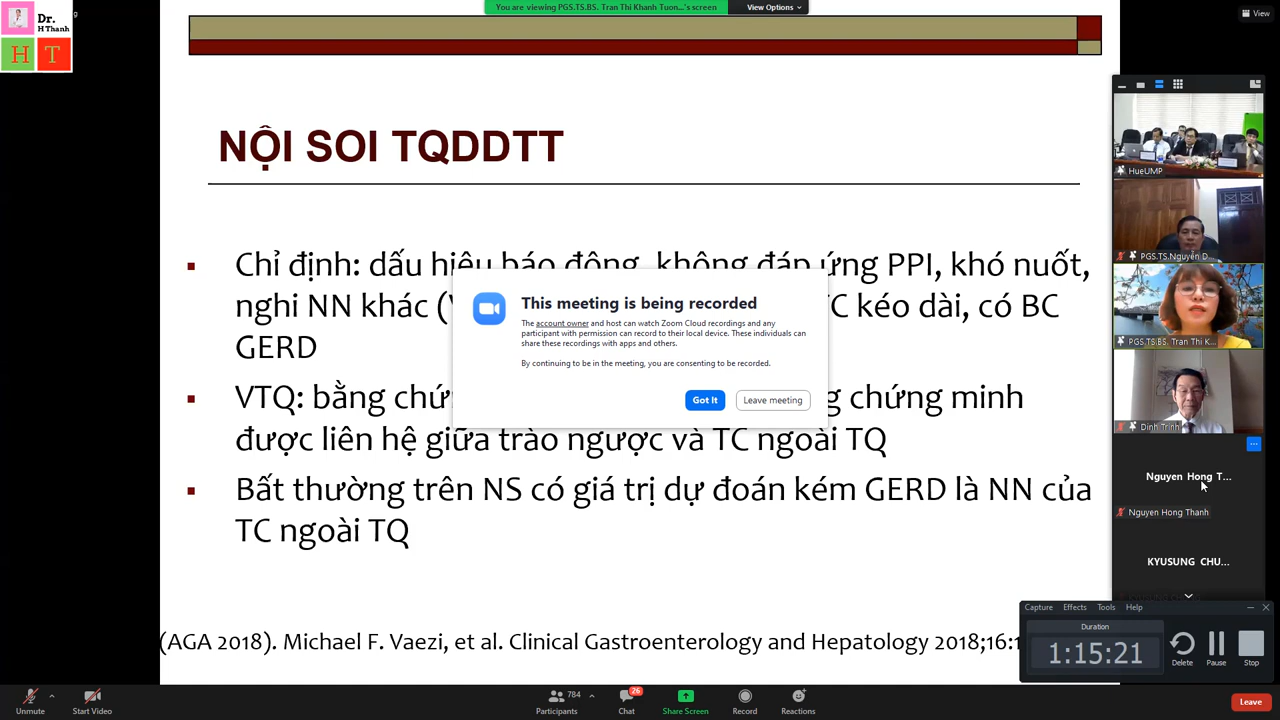 Dr.
H Thanh
H T
You are viewing PGS.TS.BS. Tran Thi Khanh Tuon...'s screen
View Options
View
NỘI SOI TQDDTT
Chỉ định: dấu hiệu báo động, không đáp ứng PPI, khó nuốt,
nghi NN khác ( TC kéo dài, có BC
GERD
VTQ: bằng chứng chứng minh
được liên hệ giữa trào ngược và TC ngoài TQ
Bất thường trên NS có giá trị dự đoán kém GERD là NN của
TC ngoài TQ
(AGA 2018). Michael F. Vaezi, et al. Clinical Gastroenterology and Hepatology 2018;16:1
This meeting is being recorded
The account owner and host can watch Zoom Cloud recordings and any
participant with permission can record to their local device. These individuals can
share these recordings with apps and others.
By continuing to be in the meeting, you are consenting to be recorded.
Got It
Leave meeting
HueUMP
PGS.TS.Nguyễn D...
PGS.TS.BS. Tran Thi K...
Dinh Trinh
Nguyen Hong T...
Nguyen Hong Thanh
KYUSUNG CHU...
Capture Effects Tools Help
Duration
1:15:21
Delete
Pause
Stop
Unmute
Start Video
784
Participants
26
Chat
Share Screen
Record
Reactions
Leave